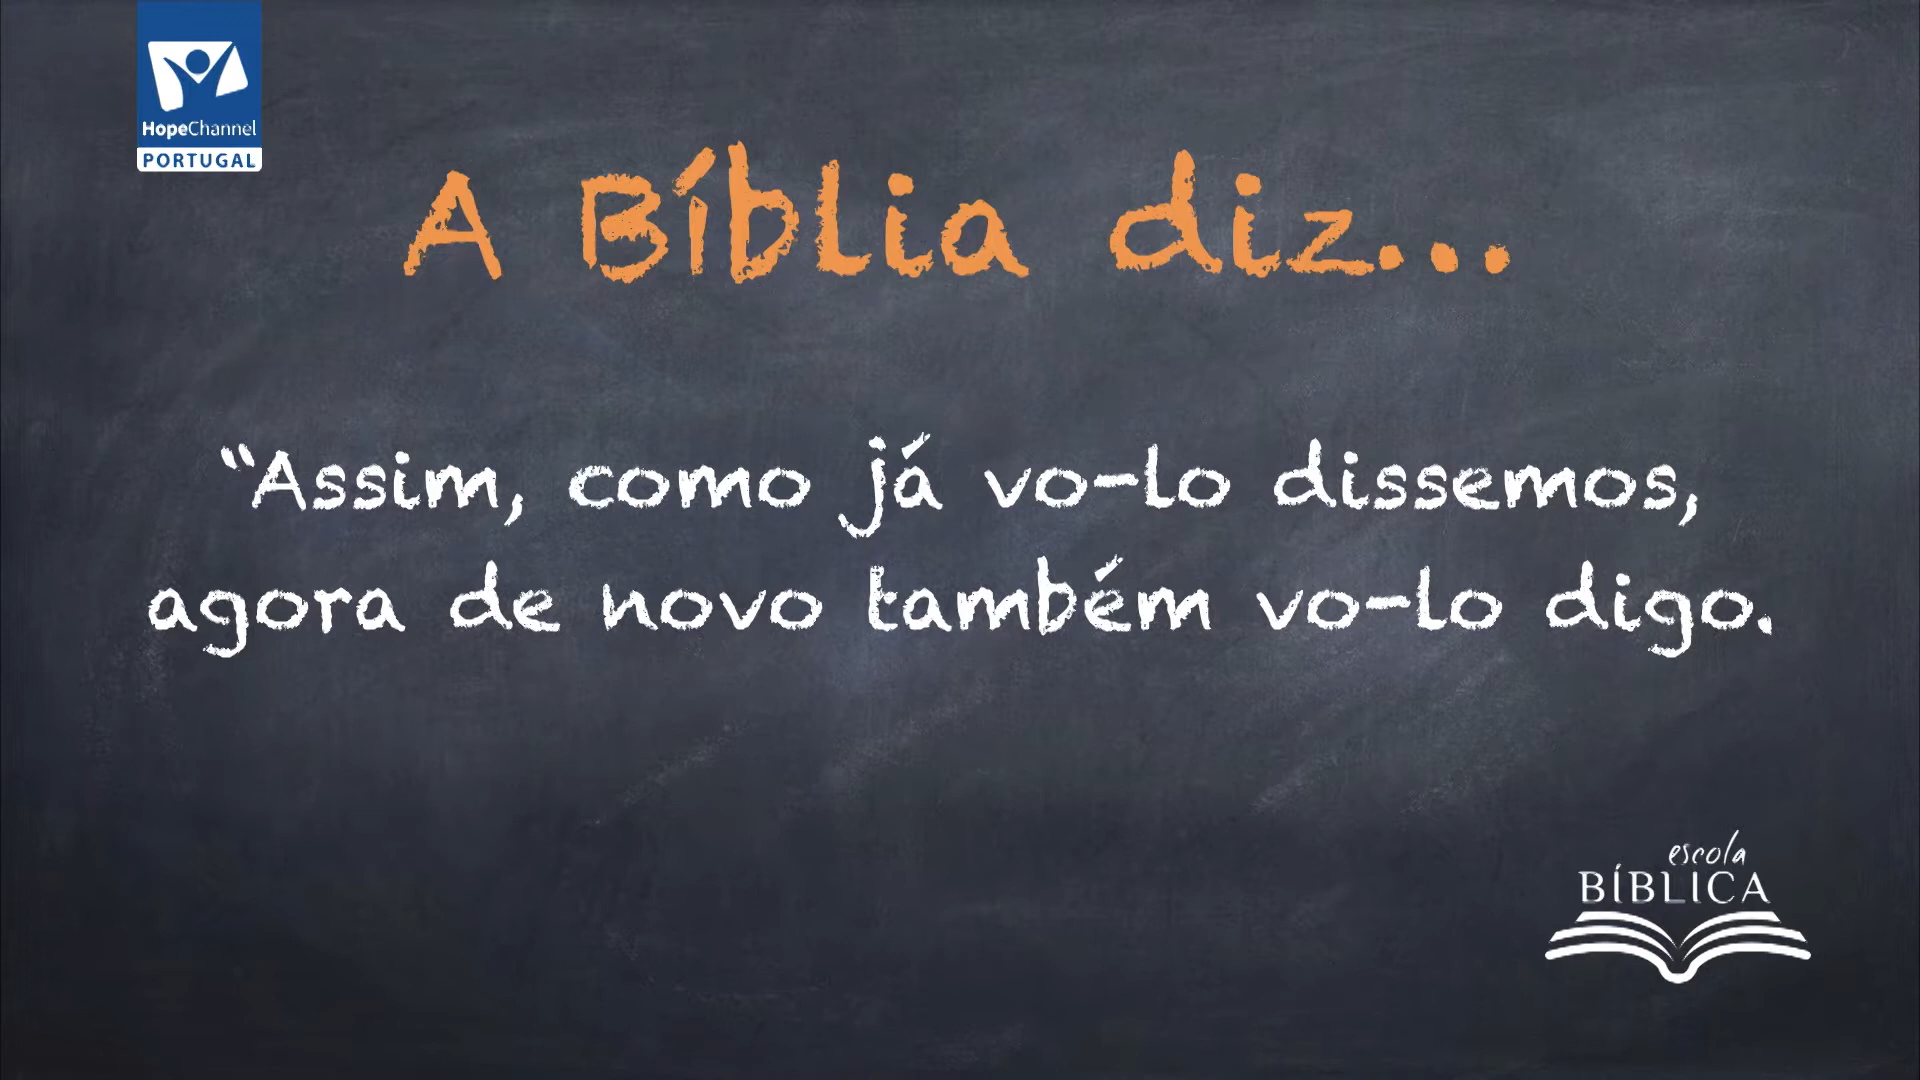 HopeChannel
PORTUGAL
A Bíblia diz...
“Assim, como já vo-lo dissemos,
agora de novo também vo-lo digo.
escola
BÍBLICA